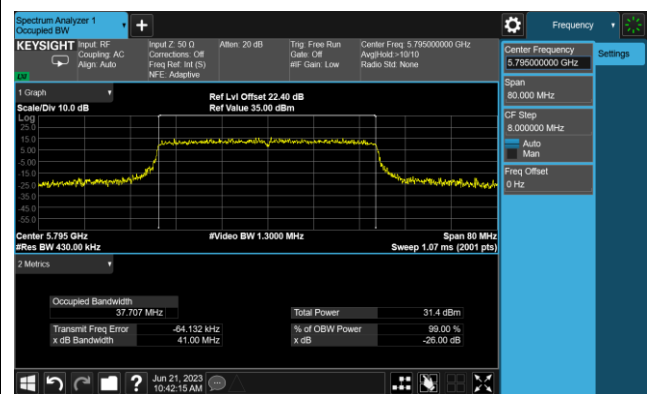 Spectrum Analyzer 1
Occupied BW
Frequency
KEYSIGHT
Input: RF
Coupling: AC
Align: Auto
Input Z: 50 Ω
Corrections: Off
Freq Ref: Int (S)
NFE: Adaptive
Atten: 20 dB
Trig: Free Run
Gate: Off
#IF Gain: Low
Center Freq: 5.795000000 GHz
Avg|Hold:>10/10
Radio Std: None
LXI
Center Frequency
5.795000000 GHz
Settings
Span
80.000 MHz
CF Step
8.000000 MHz
Auto
Man
Freq Offset
0 Hz
1 Graph
Scale/Div 10.0 dB
Ref Lvl Offset 22.40 dB
Ref Value 35.00 dBm
Log
25.0
15.0
5.00
-5.00
-15.0
-25.0
-35.0
-45.0
-55.0
Center 5.795 GHz
#Video BW 1.3000 MHz
Span 80 MHz
#Res BW 430.00 kHz
Sweep 1.07 ms (2001 pts)
2 Metrics
Occupied Bandwidth
37.707 MHz
Total Power 31.4 dBm
Transmit Freq Error -64.132 kHz
% of OBW Power 99.00 %
x dB Bandwidth 41.00 MHz
x dB -26.00 dB
?
Jun 21, 2023
10:42:15 AM